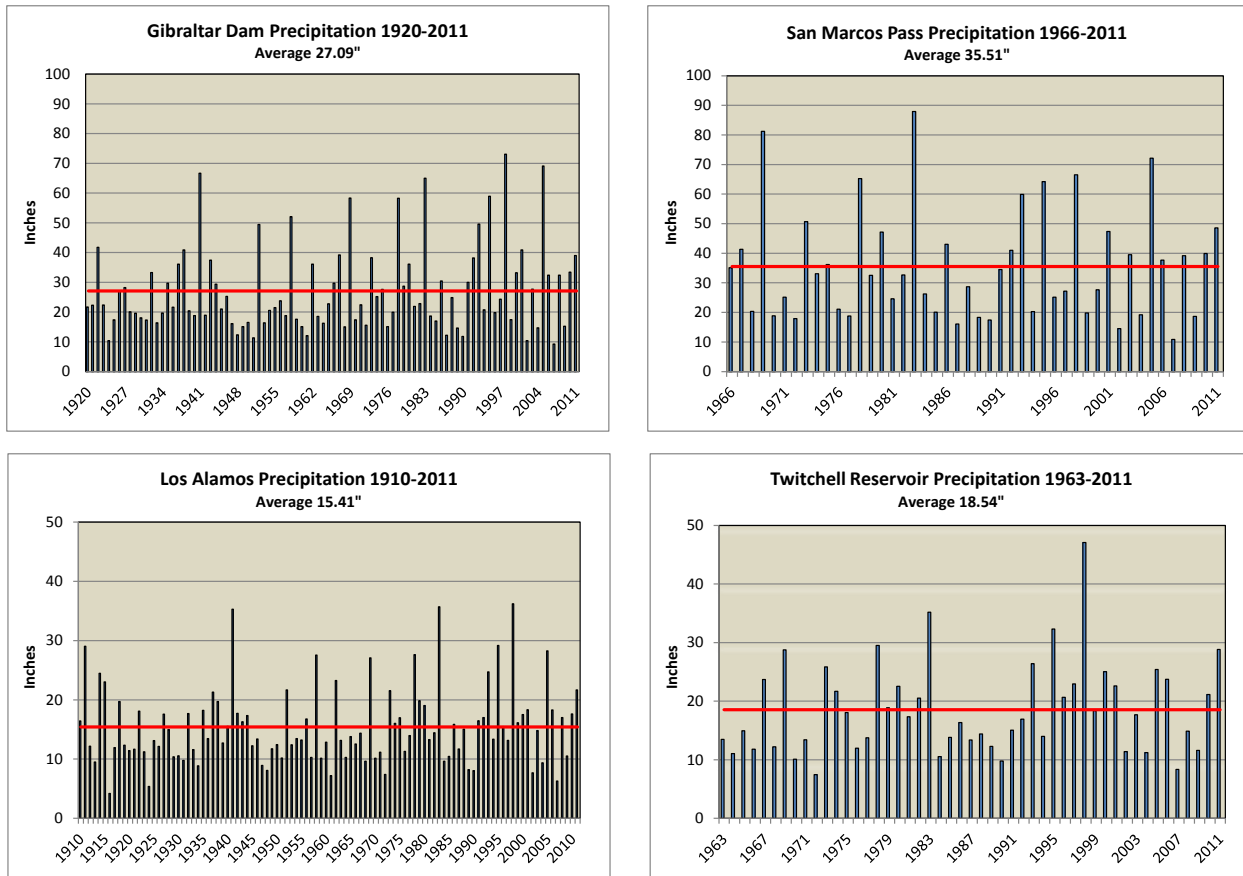 Gibraltar Dam Precipitation 1920-2011
Average 27.09"
100
90
80
70
60
50
40
30
20
10
0
Inches
1920 1927 1934 1941 1948 1955 1962 1969 1976 1983 1990 1997 2004 2011
San Marcos Pass Precipitation 1966-2011
Average 35.51"
100
90
80
70
60
50
40
30
20
10
0
Inches
1966 1971 1976 1981 1986 1991 1996 2001 2006 2011
Los Alamos Precipitation 1910-2011
Average 15.41"
50
40
30
20
10
0
Inches
1910 1915 1920 1925 1930 1935 1940 1945 1950 1955 1960 1965 1970 1975 1980 1985 1990 1995 2000 2005 2010
Twitchell Reservoir Precipitation 1963-2011
Average 18.54"
50
40
30
20
10
0
Inches
1963 1967 1971 1975 1979 1983 1987 1991 1995 1999 2003 2007 2011